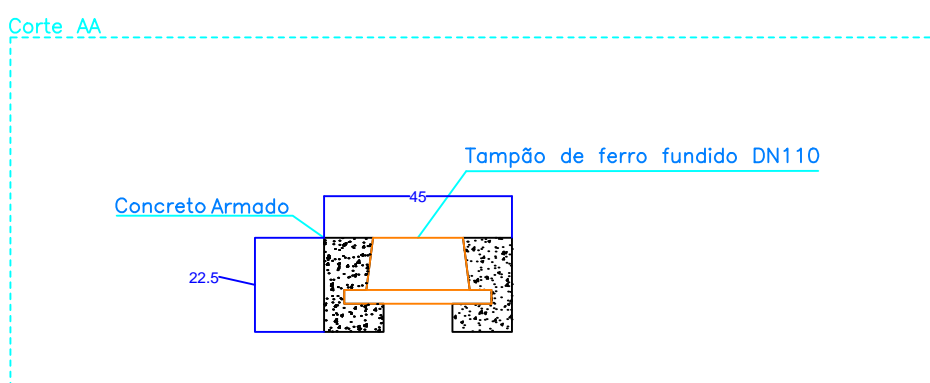 Corte AA
Tampão de ferro fundido DN110
45
Concreto Armado
22.5